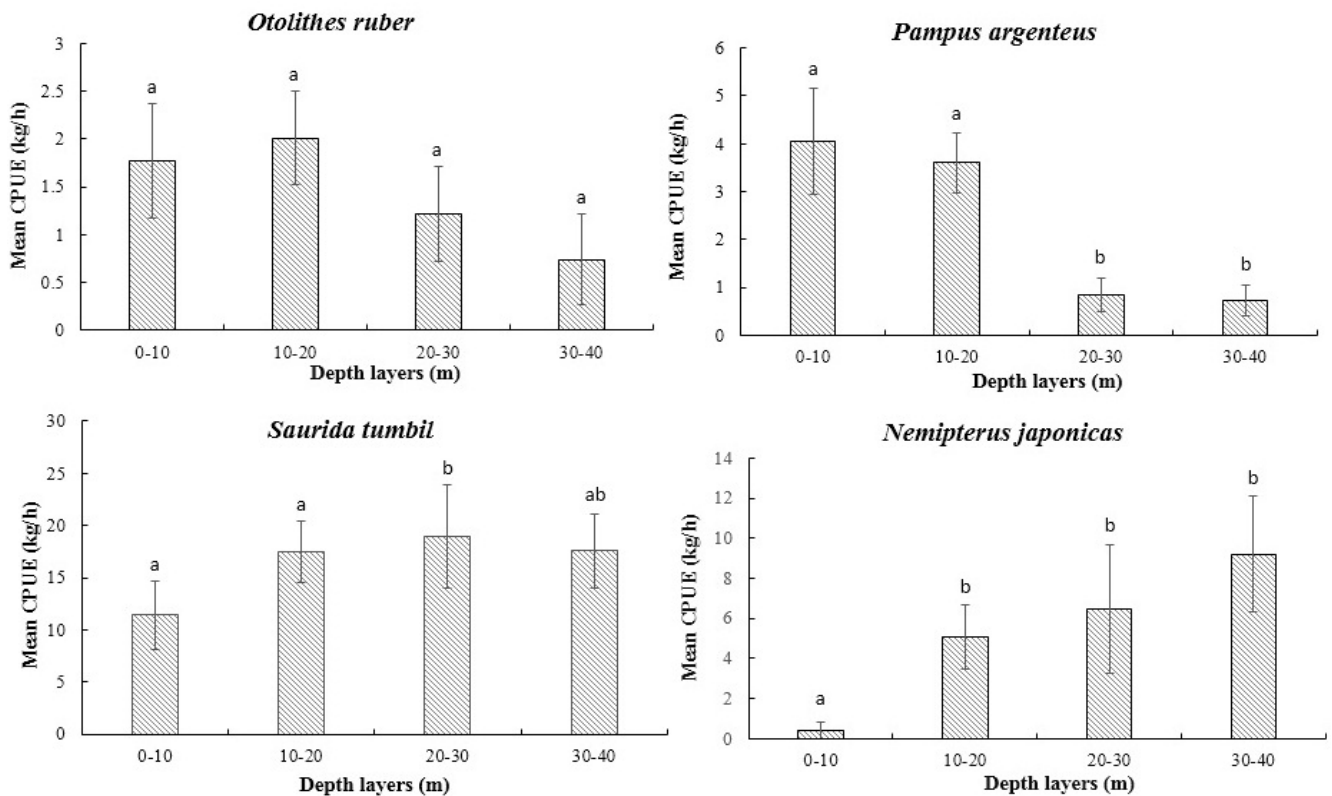 Otolithes ruber
3
2.5
2
1.5
1
0.5
0
Mean CPUE (kg/h)
a
a
a
a
0-10
10-20
20-30
30-40
Depth layers (m)
Pampus argenteus
6
5
4
3
2
1
0
Mean CPUE (kg/h)
a
a
b
b
0-10
10-20
20-30
30-40
Depth layers (m)
Saurida tumbil
30
25
20
15
10
5
0
Mean CPUE (kg/h)
a
a
b
ab
0-10
10-20
20-30
30-40
Depth layers (m)
Nemipterus japonicas
14
12
10
8
6
4
2
0
Mean CPUE (kg/h)
a
b
b
b
0-10
10-20
20-30
30-40
Depth layers (m)